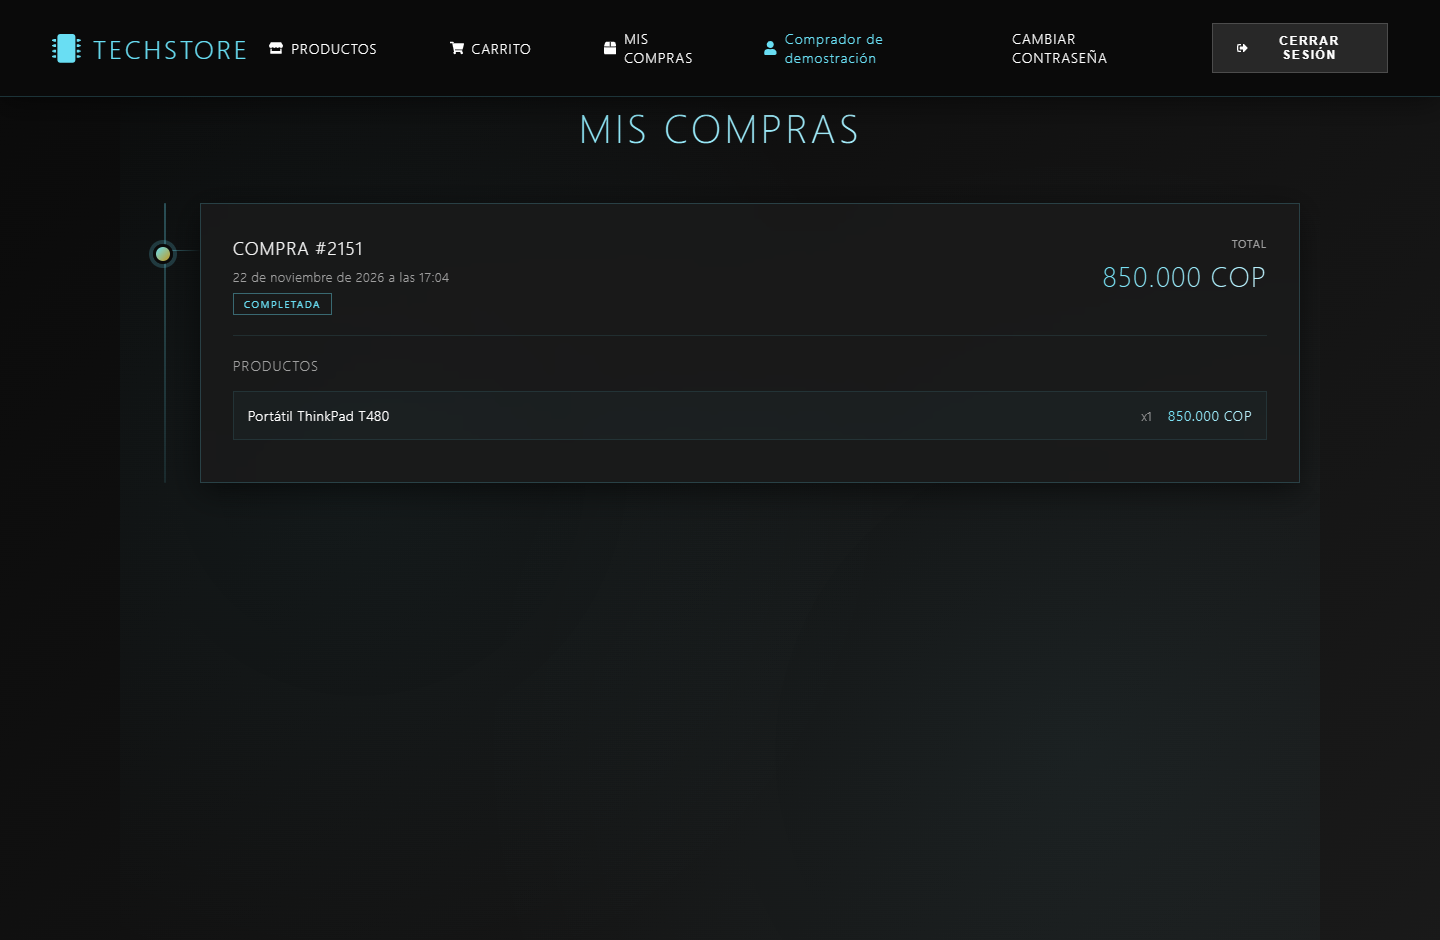 TECHSTORE
PRODUCTOS
CARRITO
MIS
COMPRAS
Comprador de
demostración
CAMBIAR
CONTRASEÑA
CERRAR
SESIÓN
MIS COMPRAS
COMPRA #2151
22 de noviembre de 2026 a las 17:04
COMPLETADA
TOTAL
850.000 COP
PRODUCTOS
Portátil ThinkPad T480 x1 850.000 COP